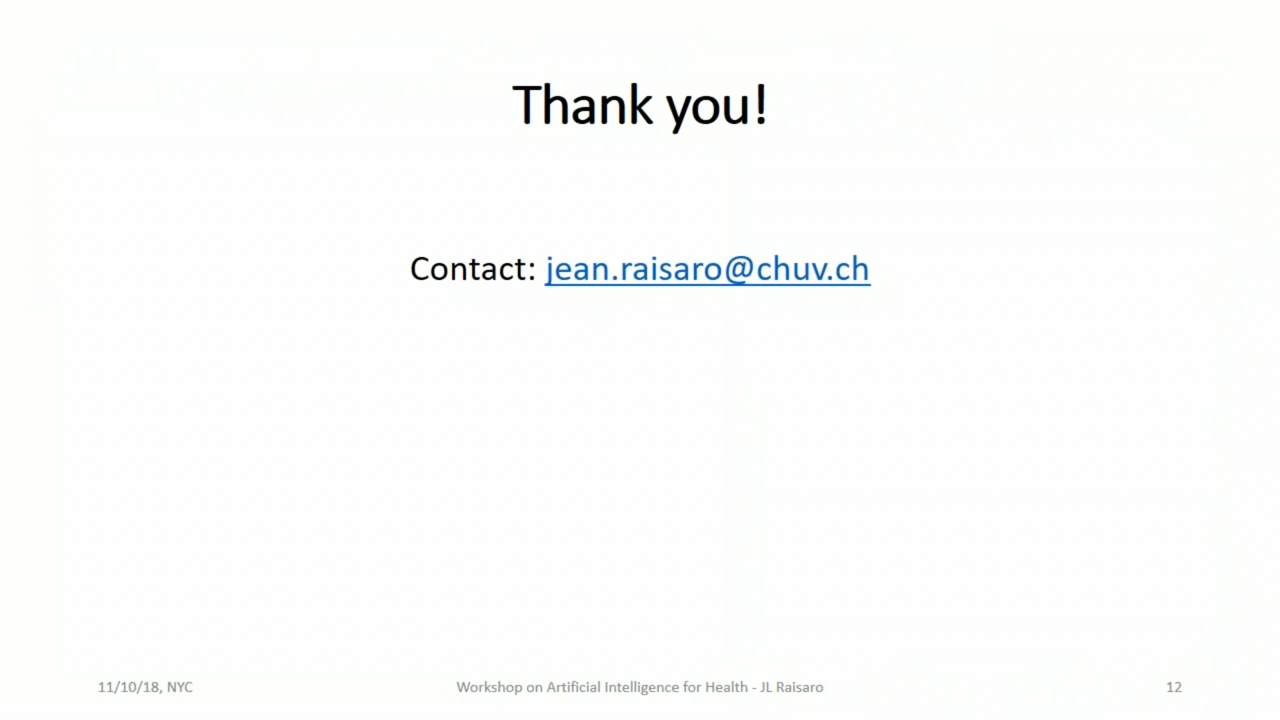 Thank you!
Contact: jean.raisaro@chuv.ch
11/10/18, NYC
Workshop on Artificial Intelligence for Health - JL Raisaro
12